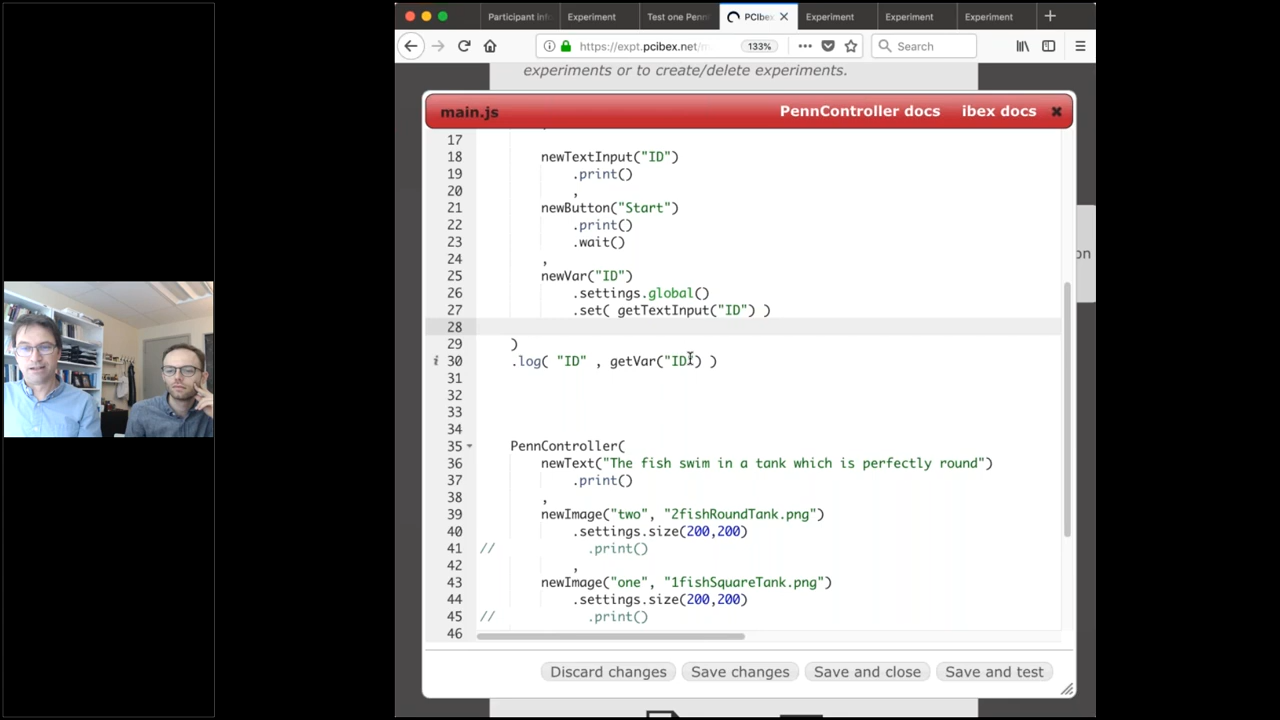 Participant Inf
Experiment
Test one Penn
PCIbex
Experiment
Experiment
Experiment
https://expt.pcibex.net/m
133%
Search
experiments or to create/delete experiments.
main.js
PennController docs
ibex docs
17
18 newTextInput("ID")
19 .print()
20 ,
21 newButton("Start")
22 .print()
23 .wait()
24 ,
25 newVar("ID")
26 .settings.global()
27 .set( getTextInput("ID") )
28
29 )
30 .log( "ID" , getVar("ID") )
31
32
33
34
35 PennController(
36 newText("The fish swim in a tank which is perfectly round")
37 .print()
38 ,
39 newImage("two", "2fishRoundTank.png")
40 .settings.size(200,200)
41 // .print()
42 ,
43 newImage("one", "1fishSquareTank.png")
44 .settings.size(200,200)
45 // .print()
46
on
Discard changes
Save changes
Save and close
Save and test